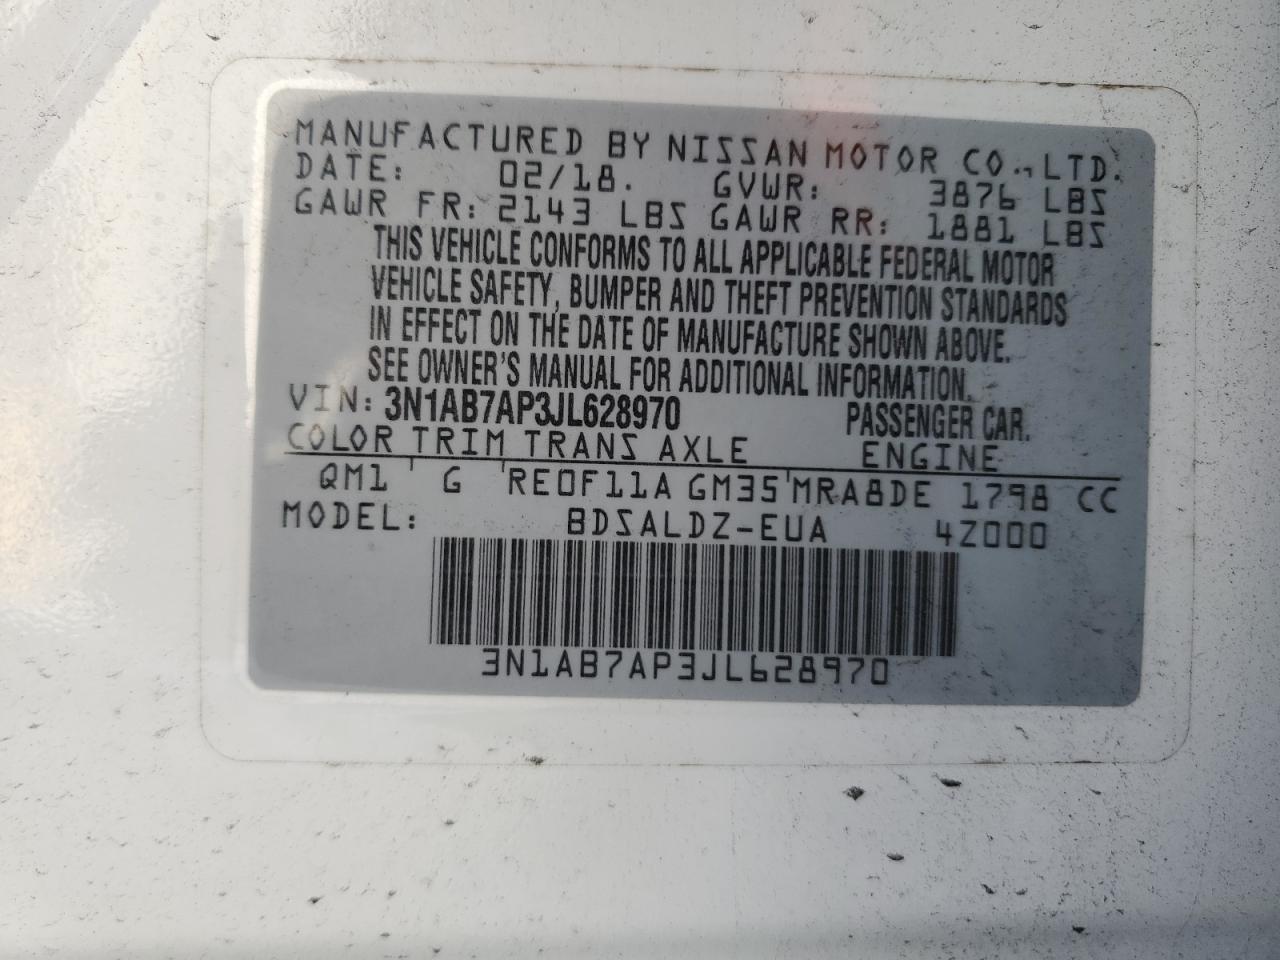 MANUFACTURED BY NISSAN MOTOR CO., LTD.
DATE: 02/18. GVWR: 3876 LBS
GAWR FR: 2143 LBS GAWR RR: 1881 LBS
THIS VEHICLE CONFORMS TO ALL APPLICABLE FEDERAL MOTOR
VEHICLE SAFETY, BUMPER AND THEFT PREVENTION STANDARDS
IN EFFECT ON THE DATE OF MANUFACTURE SHOWN ABOVE.
SEE OWNER'S MANUAL FOR ADDITIONAL INFORMATION.
VIN: 3N1AB7AP3JL628970 PASSENGER CAR.
COLOR TRIM TRANS AXLE ENGINE
QM1 G RE0F11A GM35 MRA8DE 1798 CC
MODEL: BDSALDZ-EUA 4Z000
3N1AB7AP3JL628970